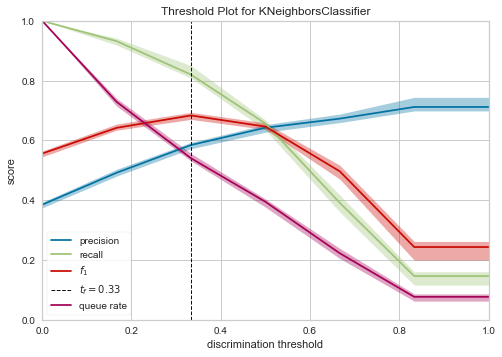 Threshold Plot for KNeighborsClassifier
1.0
0.8
0.6
0.4
0.2
0.0
score
precision
recall
f1
tr = 0.33
queue rate
0.0 0.2 0.4 0.6 0.8 1.0
discrimination threshold